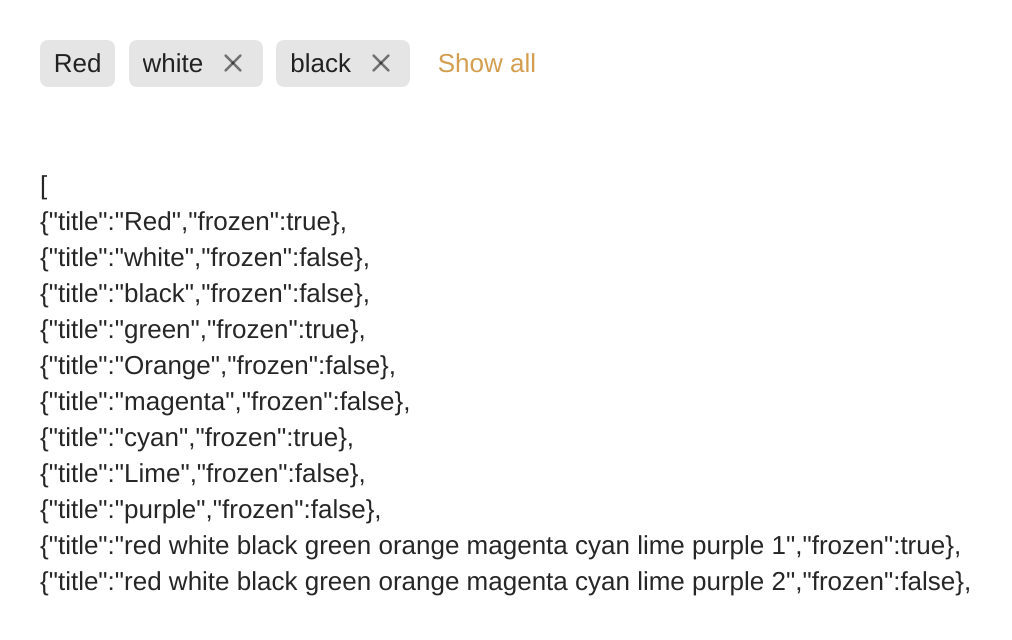 Red white black Show all
[
{"title":"Red","frozen":true},
{"title":"white","frozen":false},
{"title":"black","frozen":false},
{"title":"green","frozen":true},
{"title":"Orange","frozen":false},
{"title":"magenta","frozen":false},
{"title":"cyan","frozen":true},
{"title":"Lime","frozen":false},
{"title":"purple","frozen":false},
{"title":"red white black green orange magenta cyan lime purple 1","frozen":true},
{"title":"red white black green orange magenta cyan lime purple 2","frozen":false},